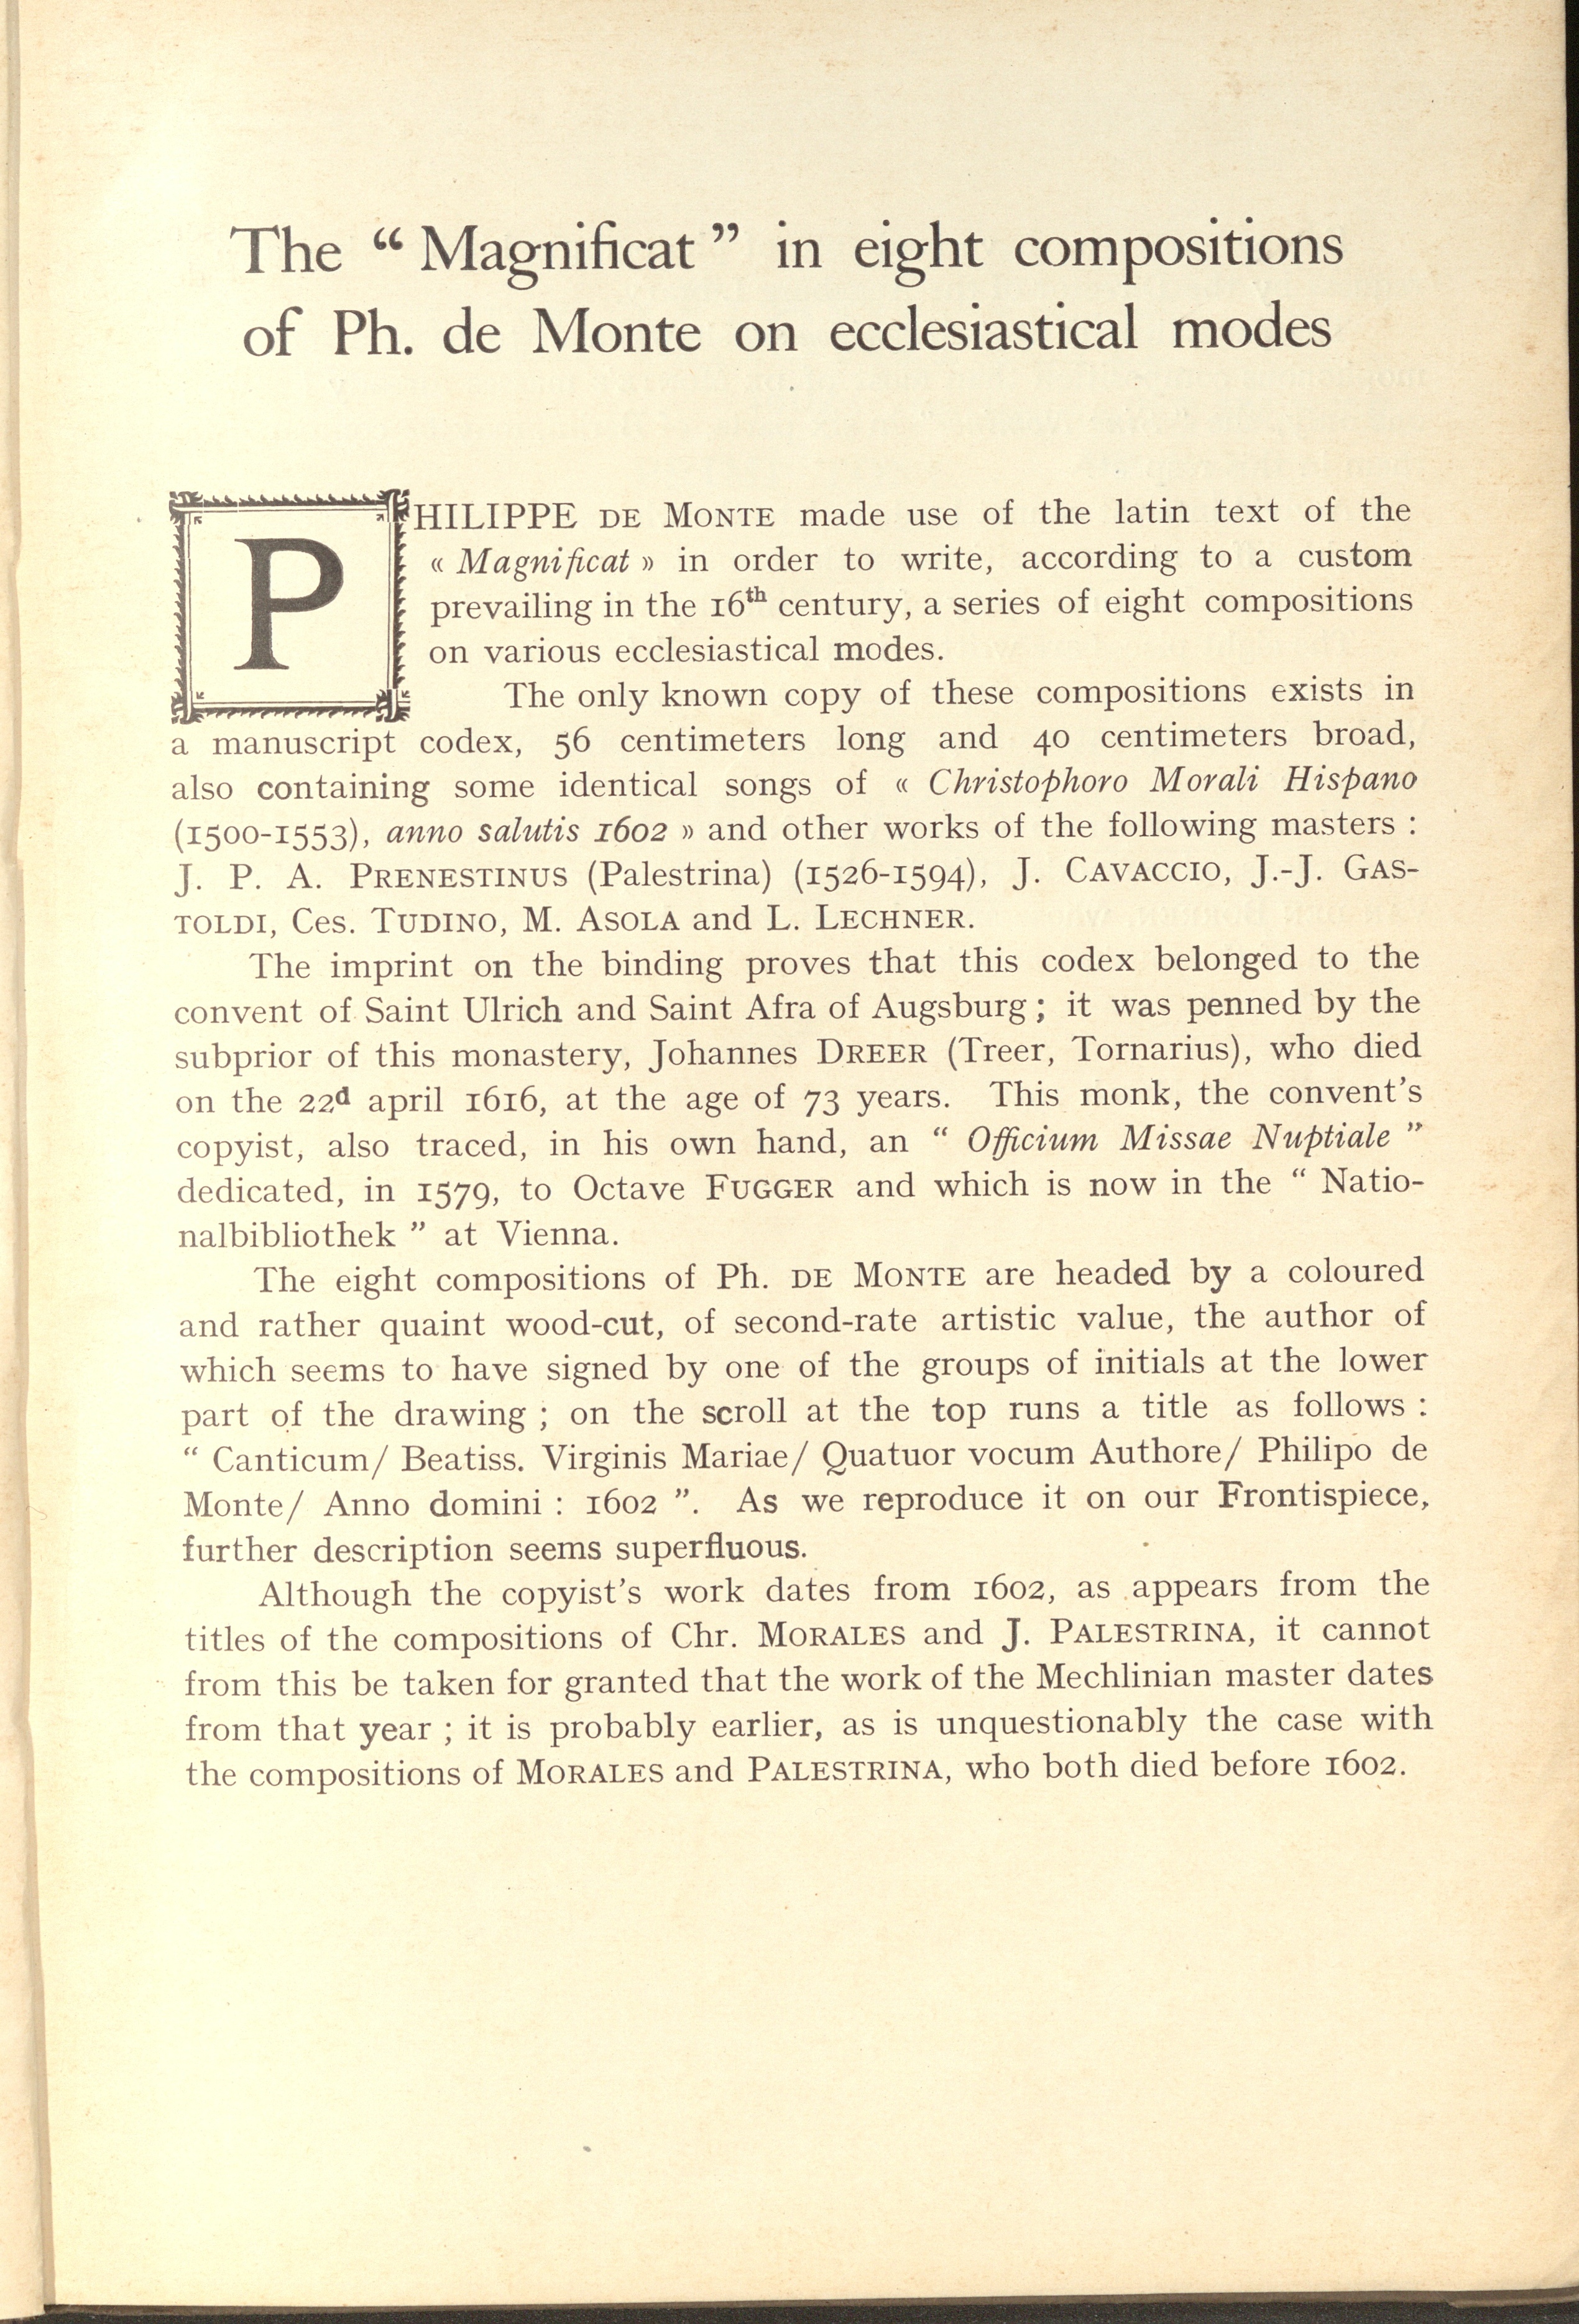 The “ Magnificat ” in eight compositions
of Ph. de Monte on ecclesiastical modes
PHILIPPE DE MONTE made use of the latin text of the
« Magnificat » in order to write, according to a custom
prevailing in the 16th century, a series of eight compositions
on various ecclesiastical modes.
The only known copy of these compositions exists in
a manuscript codex, 56 centimeters long and 40 centimeters broad,
also containing some identical songs of « Christophoro Morali Hispano
(1500-1553), anno salutis 1602 » and other works of the following masters :
J. P. A. PRENESTINUS (Palestrina) (1526-1594), J. CAVACCIO, J.-J. GAS-
TOLDI, Ces. TUDINO, M. ASOLA and L. LECHNER.
The imprint on the binding proves that this codex belonged to the
convent of Saint Ulrich and Saint Afra of Augsburg ; it was penned by the
subprior of this monastery, Johannes DREER (Treer, Tornarius), who died
on the 22d april 1616, at the age of 73 years. This monk, the convent's
copyist, also traced, in his own hand, an “ Officium Missae Nuptiale ”
dedicated, in 1579, to Octave FUGGER and which is now in the “ Natio-
nalbibliothek ” at Vienna.
The eight compositions of Ph. DE MONTE are headed by a coloured
and rather quaint wood-cut, of second-rate artistic value, the author of
which seems to have signed by one of the groups of initials at the lower
part of the drawing ; on the scroll at the top runs a title as follows :
“ Canticum/ Beatiss. Virginis Mariae/ Quatuor vocum Authore/ Philipo de
Monte/ Anno domini : 1602 ”. As we reproduce it on our Frontispiece,
further description seems superfluous.
Although the copyist's work dates from 1602, as appears from the
titles of the compositions of Chr. MORALES and J. PALESTRINA, it cannot
from this be taken for granted that the work of the Mechlinian master dates
from that year ; it is probably earlier, as is unquestionably the case with
the compositions of MORALES and PALESTRINA, who both died before 1602.